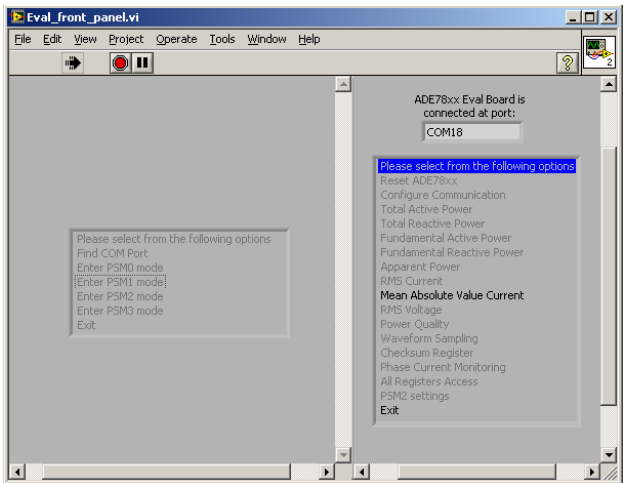 Eval_front_panel.vi
File Edit View Project Operate Tools Window Help
2
ADE78xx Eval Board is
connected at port:
COM18
Please select from the following options
Find COM Port
Enter PSM0 mode
Enter PSM1 mode
Enter PSM2 mode
Enter PSM3 mode
Exit
Please select from the following options
Reset ADE78xx
Configure Communication
Total Active Power
Total Reactive Power
Fundamental Active Power
Fundamental Reactive Power
Apparent Power
RMS Current
Mean Absolute Value Current
RMS Voltage
Power Quality
Waveform Sampling
Checksum Register
Phase Current Monitoring
All Registers Access
PSM2 settings
Exit